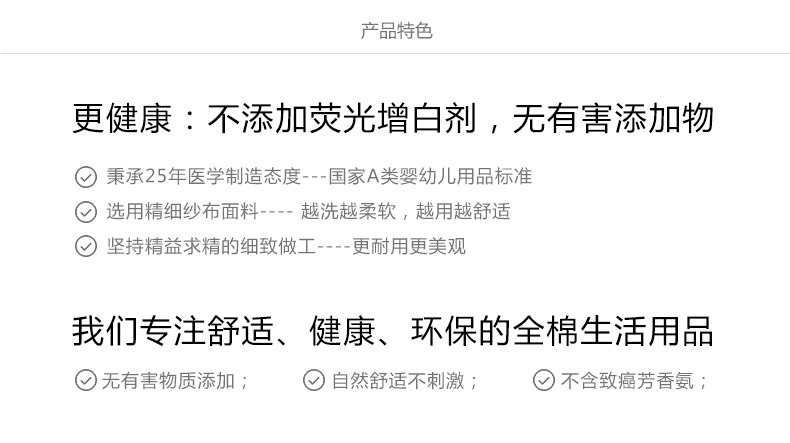 产品特色
更健康：不添加荧光增白剂，无有害添加物
秉承25年医学制造态度---国家A类婴幼儿用品标准
选用精细纱布面料---- 越洗越柔软，越用越舒适
坚持精益求精的细致做工----更耐用更美观
我们专注舒适、健康、环保的全棉生活用品
无有害物质添加； 自然舒适不刺激； 不含致癌芳香氨；